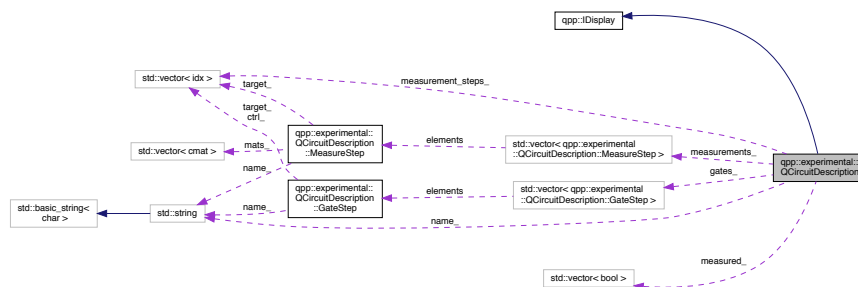 qpp::IDisplay
std::vector< idx >
measurement_steps_
target_
target_
ctrl_
qpp::experimental::
QCircuitDescription
::MeasureStep
elements
std::vector< qpp::experimental
::QCircuitDescription::MeasureStep >
measurements_
qpp::experimental::
QCircuitDescription
std::vector< cmat >
mats_
name_
gates_
qpp::experimental::
QCircuitDescription
::GateStep
elements
std::vector< qpp::experimental
::QCircuitDescription::GateStep >
std::basic_string<
char >
std::string
name_
name_
measured_
std::vector< bool >